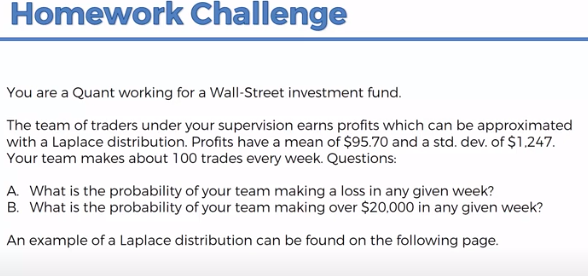 Homework Challenge
You are a Quant working for a Wall-Street investment fund.
The team of traders under your supervision earns profits which can be approximated
with a Laplace distribution. Profits have a mean of $95.70 and a std. dev. of $1,247.
Your team makes about 100 trades every week. Questions:
A. What is the probability of your team making a loss in any given week?
B. What is the probability of your team making over $20,000 in any given week?
An example of a Laplace distribution can be found on the following page.